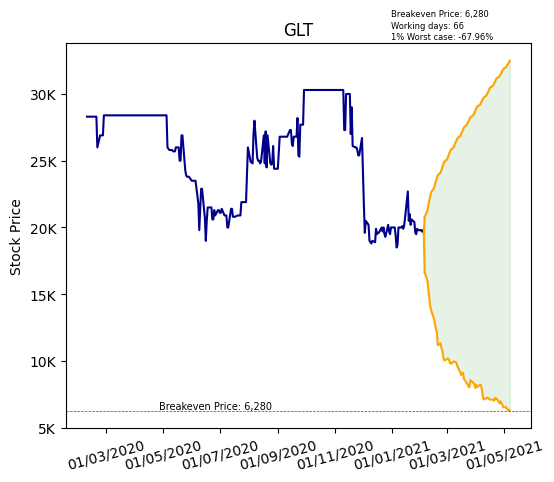 Breakeven Price: 6,280
Working days: 66
1% Worst case: -67.96%
GLT
Stock Price
30K
25K
20K
15K
10K
5K
Breakeven Price: 6,280
01/03/2020
01/05/2020
01/07/2020
01/09/2020
01/11/2020
01/01/2021
01/03/2021
01/05/2021